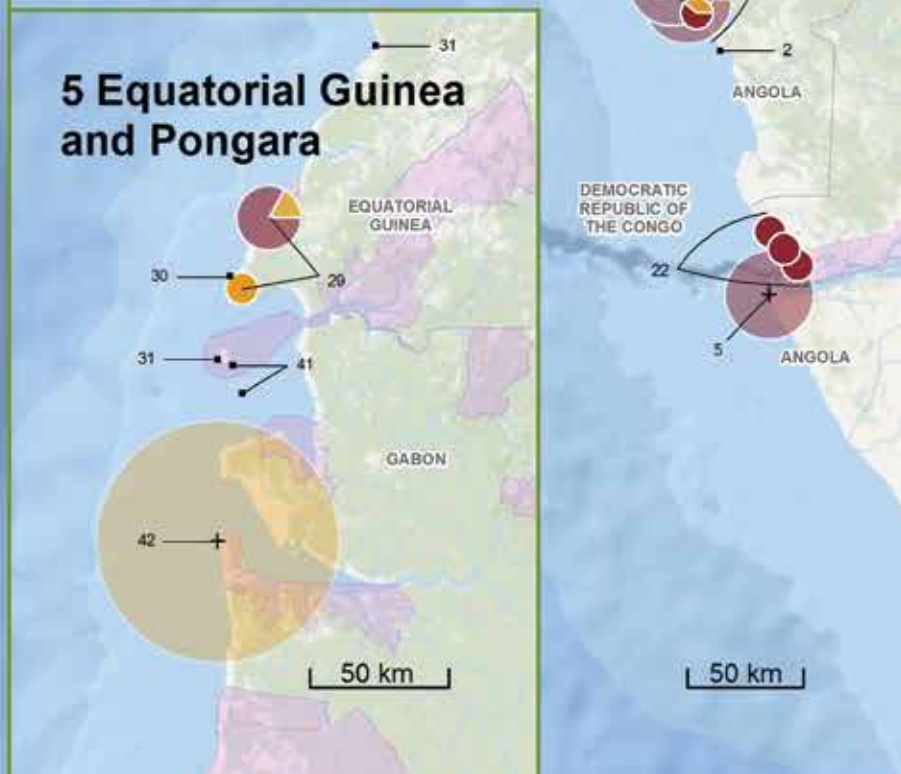 5 Equatorial Guinea
and Pongara
31
EQUATORIAL
GUINEA
30
29
31
41
GABON
42
50 km
2
ANGOLA
DEMOCRATIC
REPUBLIC OF
THE CONGO
22
5
ANGOLA
50 km